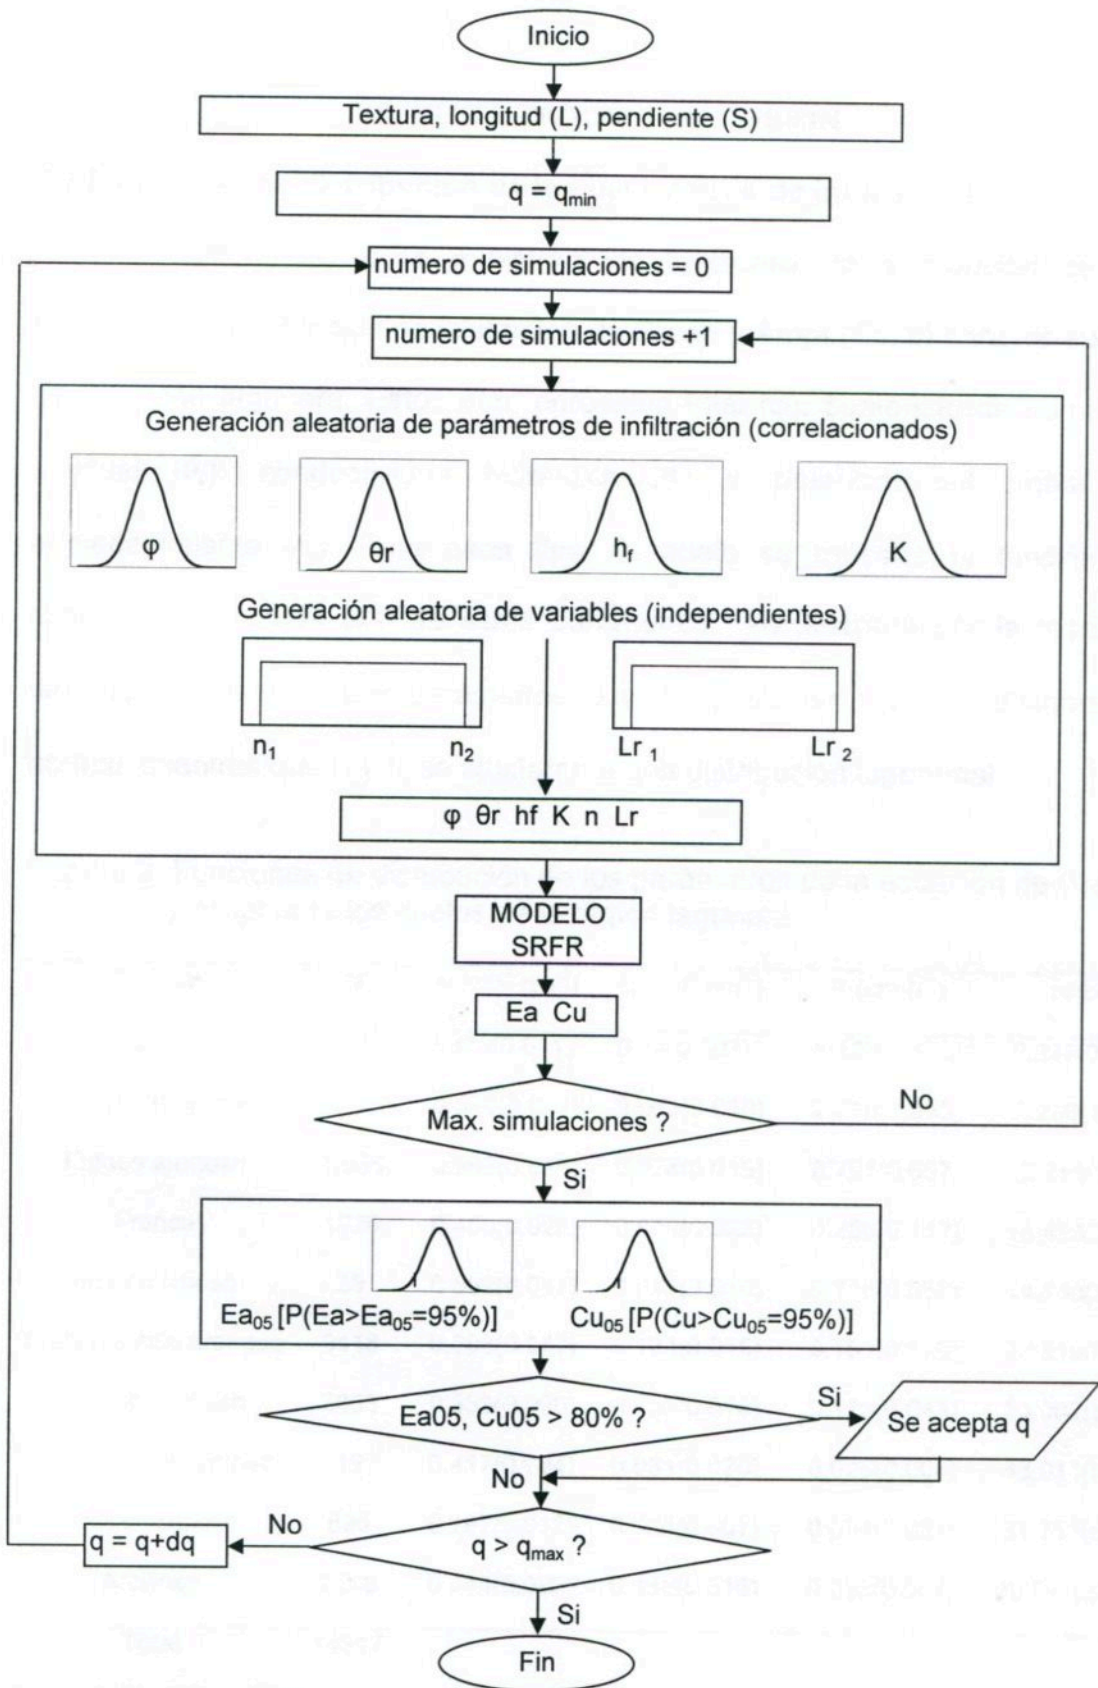 Inicio
Textura, longitud (L), pendiente (S)
q = qmin
numero de simulaciones = 0
numero de simulaciones +1
Generación aleatoria de parámetros de infiltración (correlacionados)
φ θr hf K
Generación aleatoria de variables (independientes)
n1 n2 Lr 1 Lr 2
φ θr hf K n Lr
MODELO
SRFR
Ea Cu
Max. simulaciones ?
No
Si
Ea05 [P(Ea>Ea05=95%)] Cu05 [P(Cu>Cu05=95%)]
Ea05, Cu05 > 80% ?
Si
Se acepta q
No
q > qmax ?
No
q = q+dq
Si
Fin